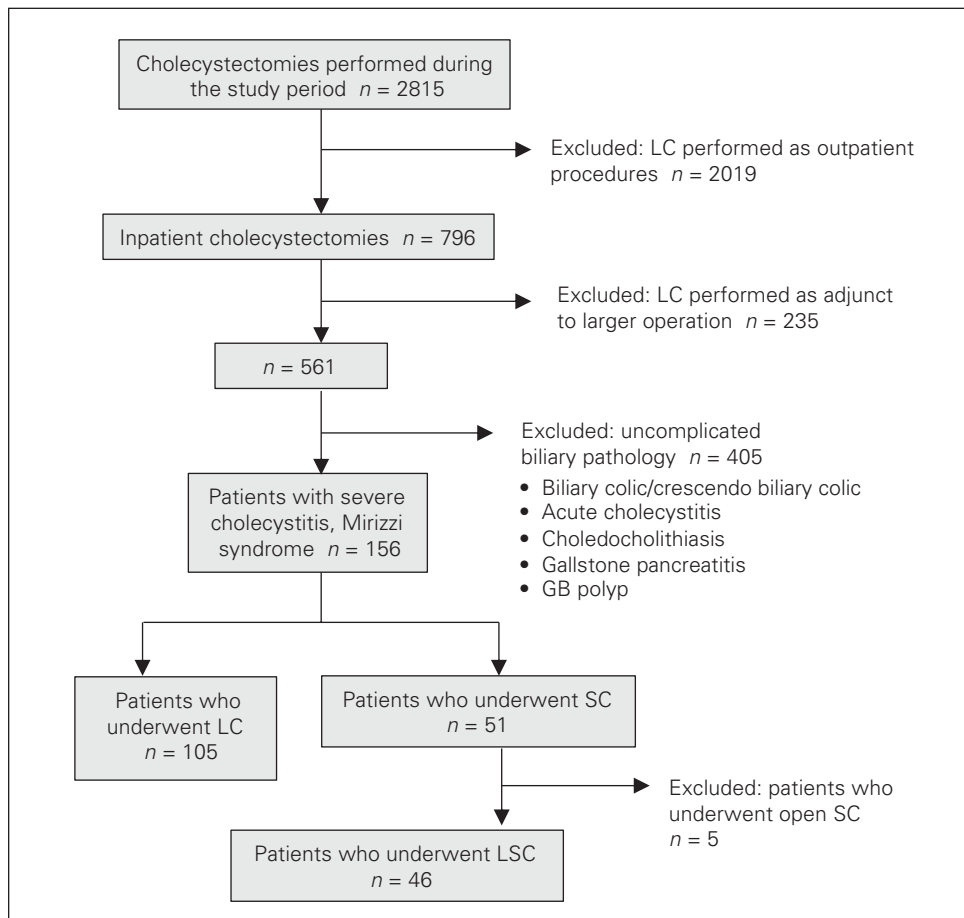 Cholecystectomies performed during
the study period n = 2815
Excluded: LC performed as outpatient
procedures n = 2019
Inpatient cholecystectomies n = 796
Excluded: LC performed as adjunct
to larger operation n = 235
n = 561
Excluded: uncomplicated
biliary pathology n = 405
• Biliary colic/crescendo biliary colic
• Acute cholecystitis
• Choledocholithiasis
• Gallstone pancreatitis
• GB polyp
Patients with severe
cholecystitis, Mirizzi
syndrome n = 156
Patients who
underwent LC
n = 105
Patients who underwent SC
n = 51
Excluded: patients who
underwent open SC
n = 5
Patients who underwent LSC
n = 46